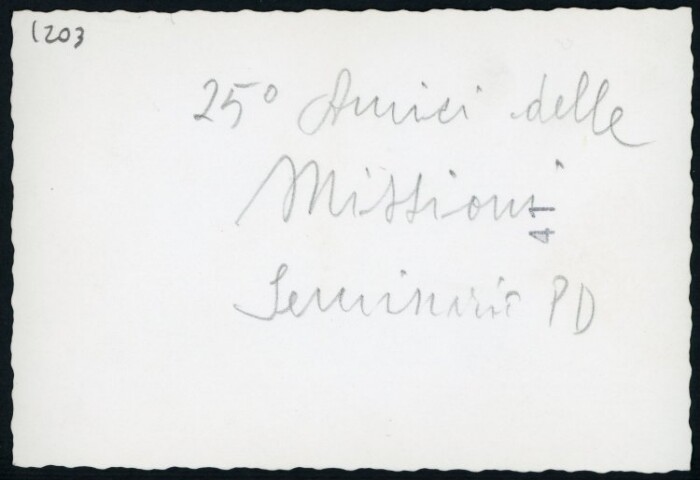 1203
25° Amici delle
Missioni
41
Seminario PD